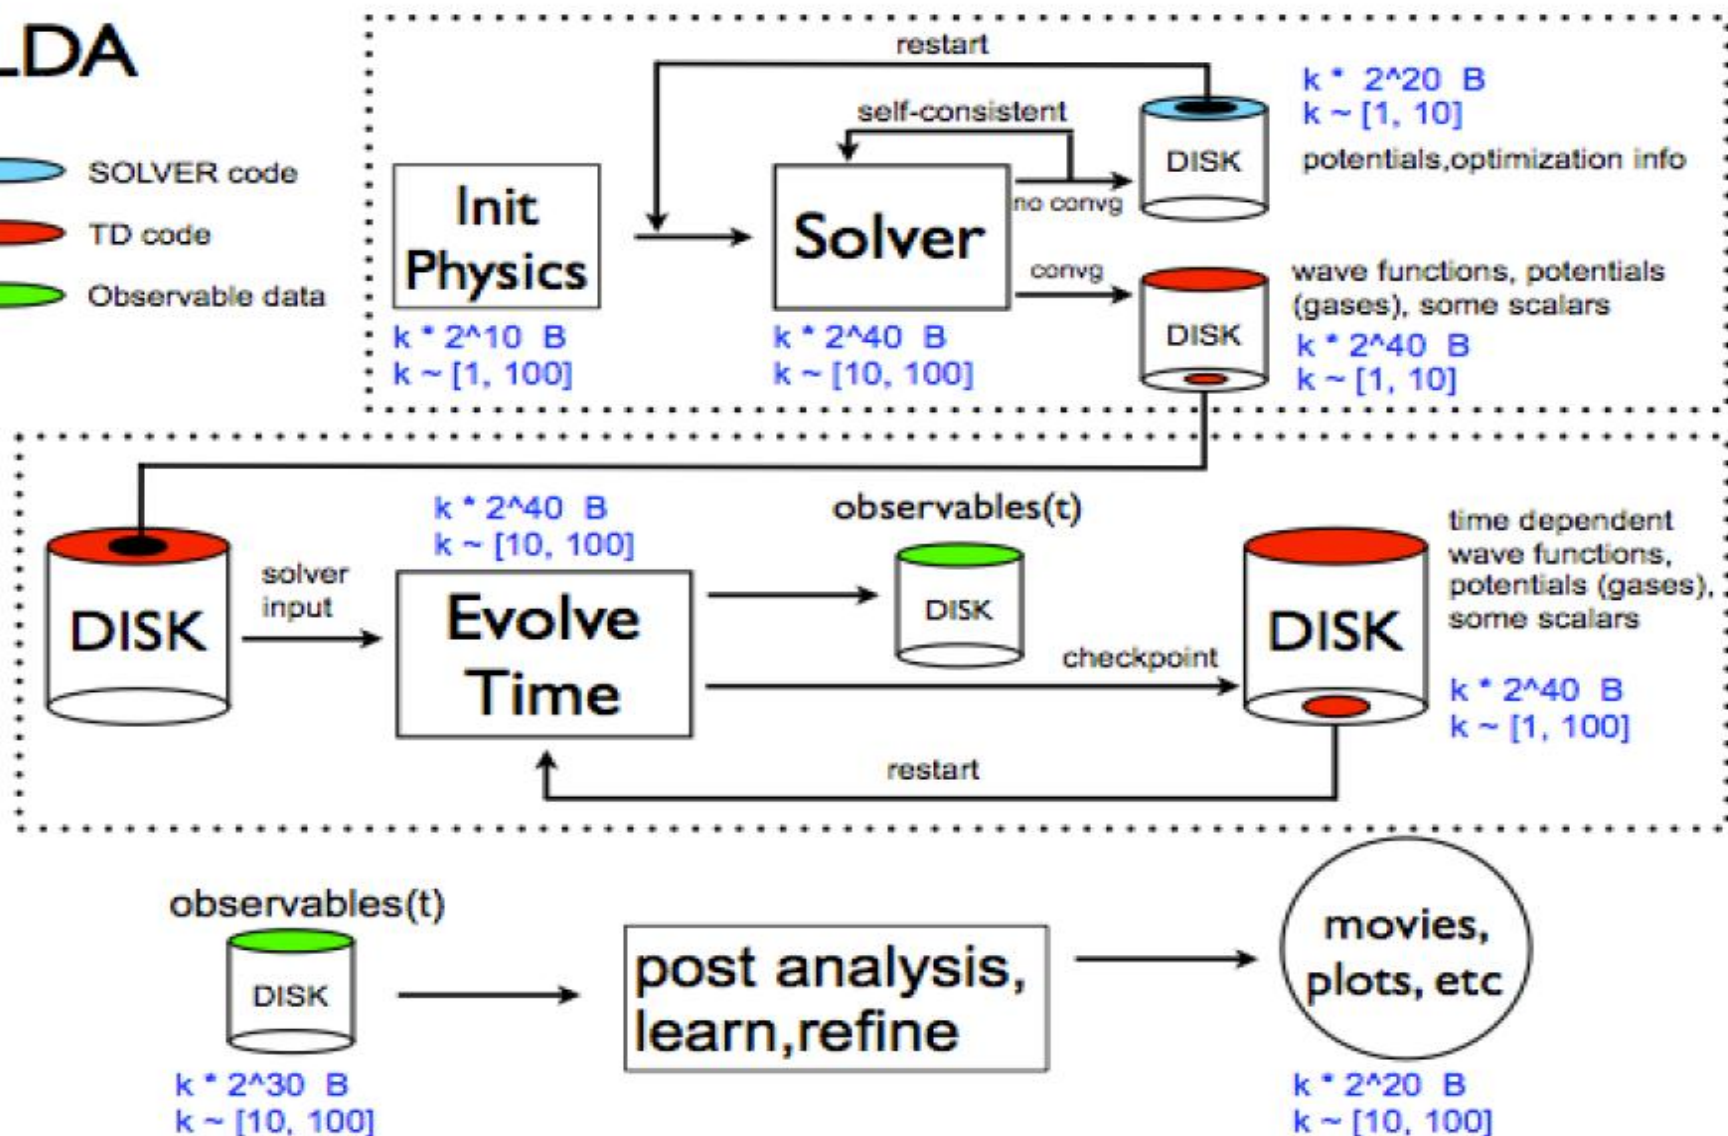 LDA
SOLVER code
TD code
Observable data
restart
self-consistent
Init
Physics
k * 2^10 B
k ~ [1, 100]
Solver
k * 2^40 B
k ~ [10, 100]
no convg
convg
DISK
k * 2^20 B
k ~ [1, 10]
potentials,optimization info
DISK
wave functions, potentials
(gases), some scalars
k * 2^40 B
k ~ [1, 10]
DISK
solver
input
k * 2^40 B
k ~ [10, 100]
Evolve
Time
observables(t)
DISK
checkpoint
restart
DISK
time dependent
wave functions,
potentials (gases),
some scalars
k * 2^40 B
k ~ [1, 100]
observables(t)
DISK
k * 2^30 B
k ~ [10, 100]
post analysis,
learn,refine
movies,
plots, etc
k * 2^20 B
k ~ [10, 100]